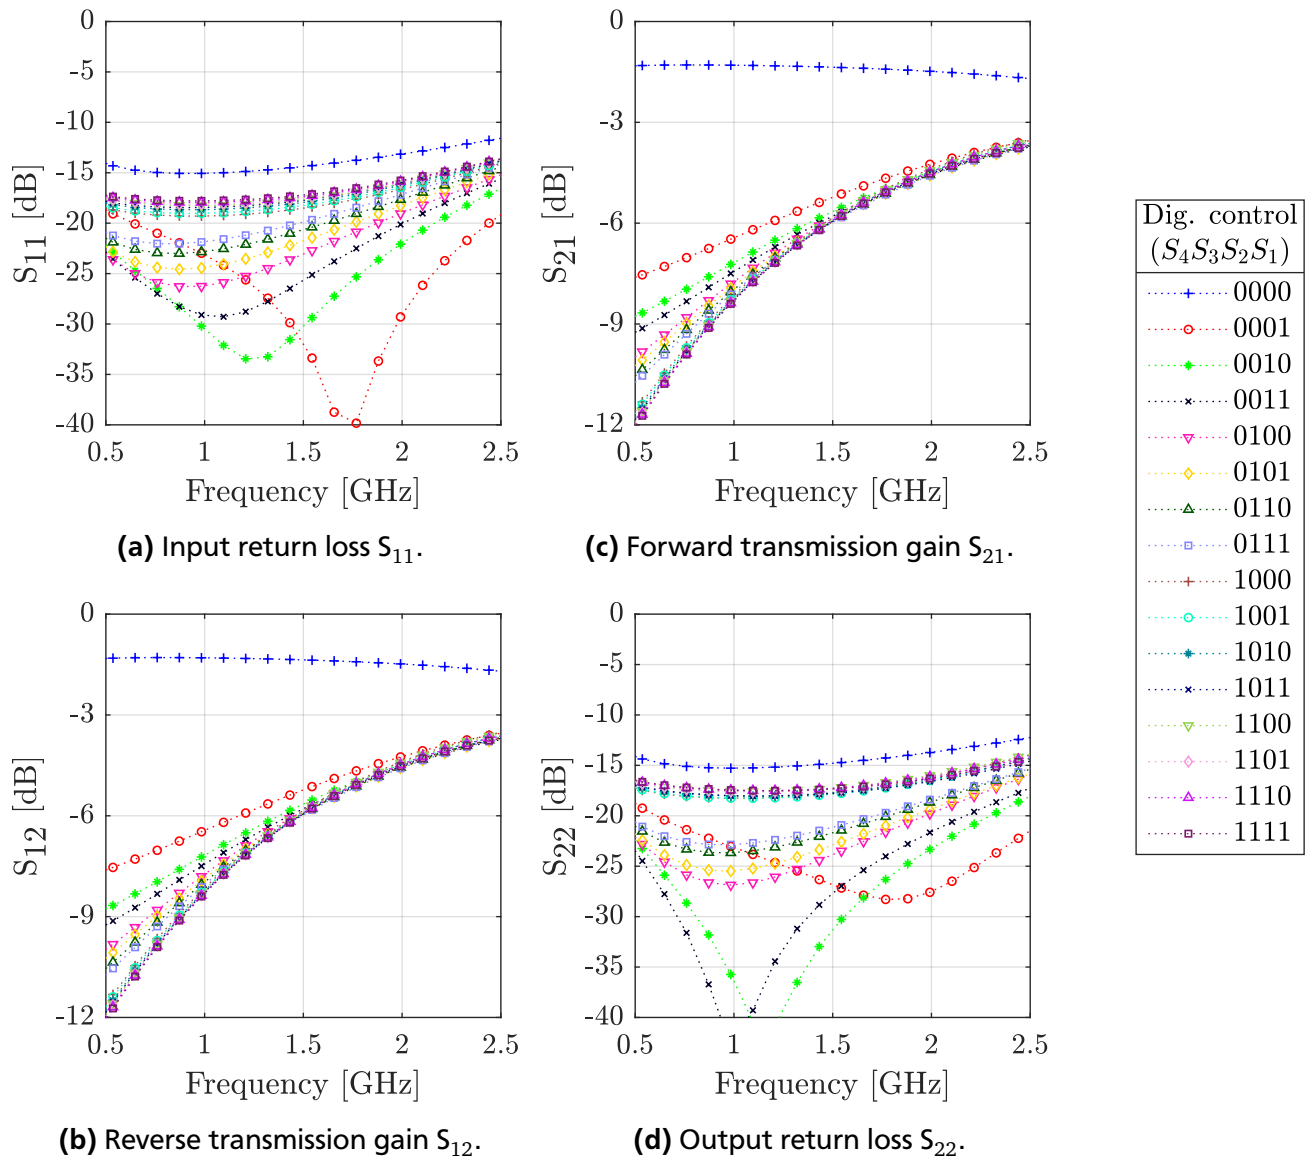 0
-5
-10
-15
-20
-25
-30
-35
-40
S11 [dB]
0.5 1 1.5 2 2.5
Frequency [GHz]
(a) Input return loss S11.
0
-3
-6
-9
-12
S21 [dB]
0.5 1 1.5 2 2.5
Frequency [GHz]
(c) Forward transmission gain S21.
0
-3
-6
-9
-12
S12 [dB]
0.5 1 1.5 2 2.5
Frequency [GHz]
(b) Reverse transmission gain S12.
0
-5
-10
-15
-20
-25
-30
-35
-40
S22 [dB]
0.5 1 1.5 2 2.5
Frequency [GHz]
(d) Output return loss S22.
Dig. control
(S4S3S2S1)
0000
0001
0010
0011
0100
0101
0110
0111
1000
1001
1010
1011
1100
1101
1110
1111